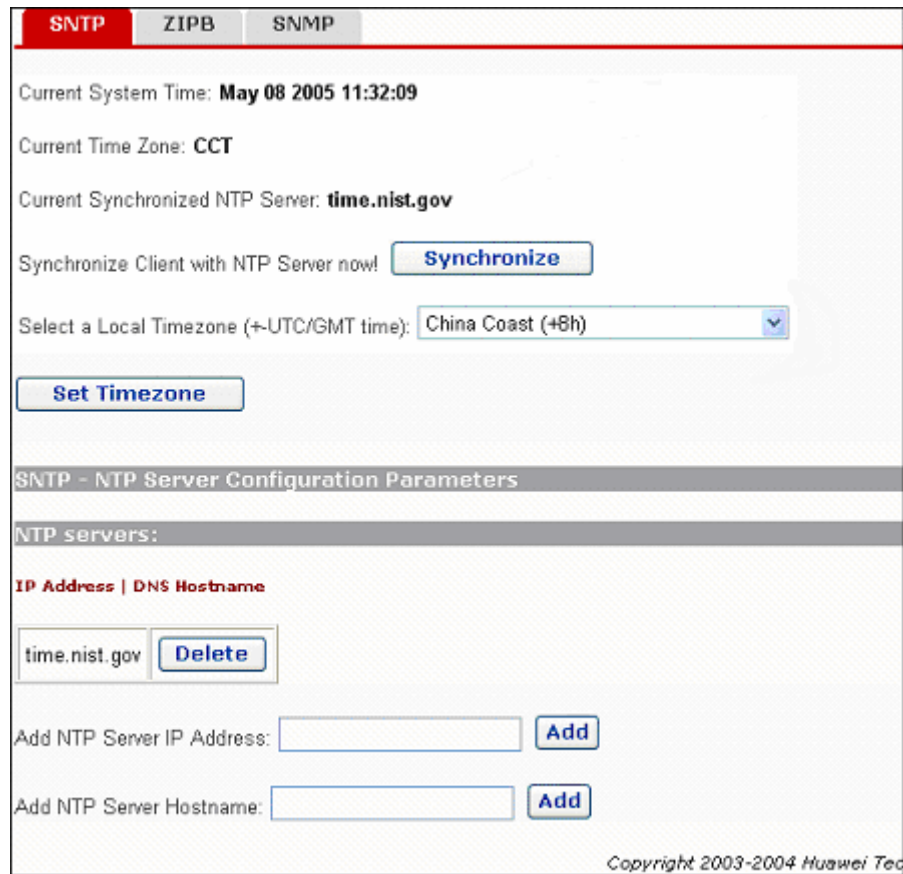 SNTP ZIPB SNMP
Current System Time: May 08 2005 11:32:09
Current Time Zone: CCT
Current Synchronized NTP Server: time.nist.gov
Synchronize Client with NTP Server now! Synchronize
Select a Local Timezone (+-UTC/GMT time): China Coast (+8h)
Set Timezone
SNTP - NTP Server Configuration Parameters
NTP servers:
IP Address | DNS Hostname
time.nist.gov Delete
Add NTP Server IP Address: Add
Add NTP Server Hostname: Add
Copyright 2003-2004 Huawei Tec